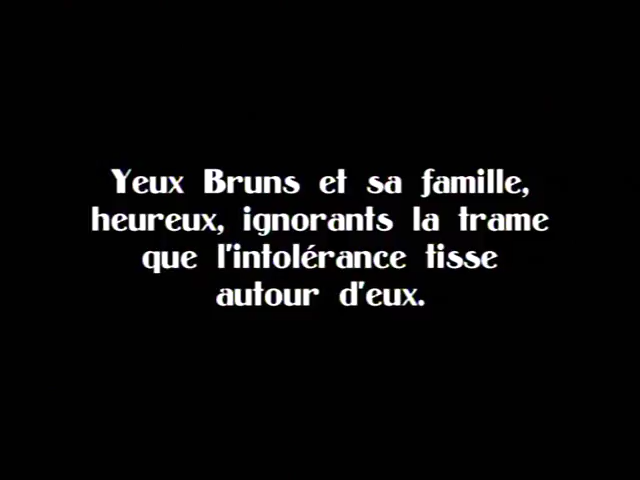 Yeux Bruns et sa famille,
heureux, ignorants la trame
que l'intolérance tisse
autour d'eux.